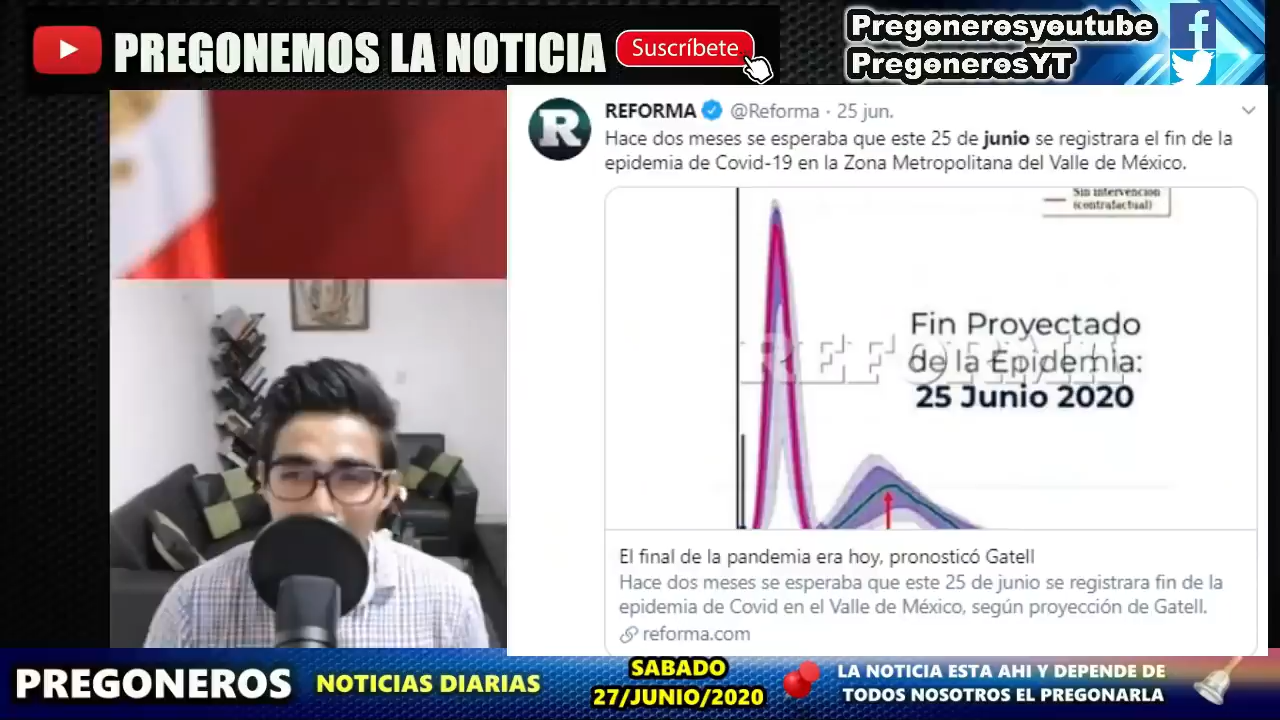 PREGONEMOS LA NOTICIA
Suscríbete
Pregonerosyoutube
PregonerosYT
REFORMA @Reforma · 25 jun.
Hace dos meses se esperaba que este 25 de junio se registrara el fin de la
epidemia de Covid-19 en la Zona Metropolitana del Valle de México.
Sin intervención
(contrafactual)
REFORMA
Fin Proyectado
de la Epidemia:
25 Junio 2020
El final de la pandemia era hoy, pronosticó Gatell
Hace dos meses se esperaba que este 25 de junio se registrara fin de la
epidemia de Covid en el Valle de México, según proyección de Gatell.
reforma.com
PREGONEROS
NOTICIAS DIARIAS
SABADO
27/JUNIO/2020
LA NOTICIA ESTA AHI Y DEPENDE DE
TODOS NOSOTROS EL PREGONARLA